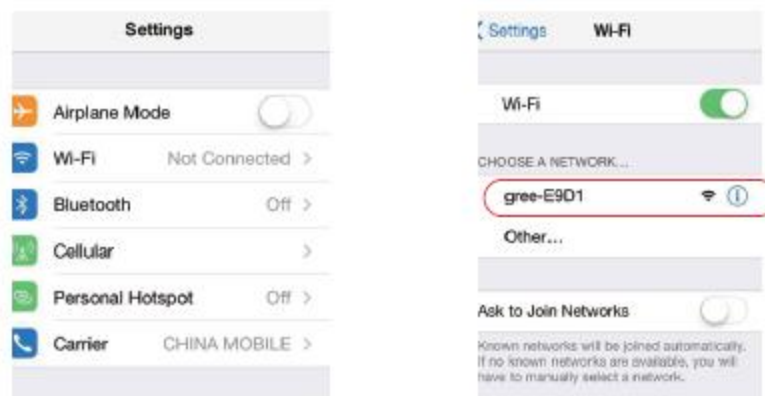 Settings
Airplane Mode
Wi-Fi Not Connected
Bluetooth Off
Cellular
Personal Hotspot Off
Carrier CHINA MOBILE
Settings Wi-Fi
Wi-Fi
CHOOSE A NETWORK...
gree-E9D1
Other...
Ask to Join Networks
Known networks will be joined automatically.
If no known networks are available, you will
have to manually select a network.